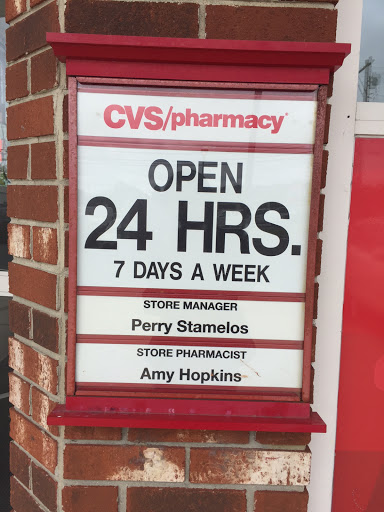 CVS/pharmacy
OPEN
24 HRS.
7 DAYS A WEEK
STORE MANAGER
Perry Stamelos
STORE PHARMACIST
Amy Hopkins